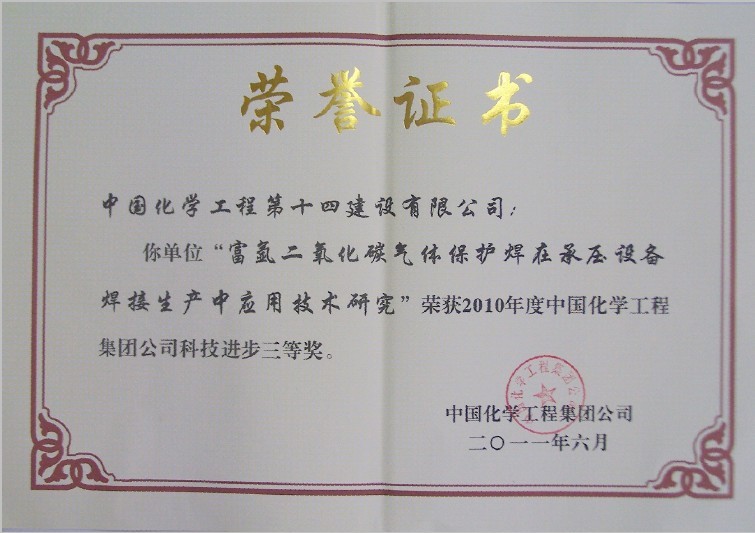 荣誉证书
中国化学工程第十四建设有限公司:
你单位“富氩二氧化碳气体保护焊在承压设备
焊接生产中应用技术研究”荣获2010年度中国化学工程
集团公司科技进步三等奖。
中国化学工程集团公司
二〇一一年六月